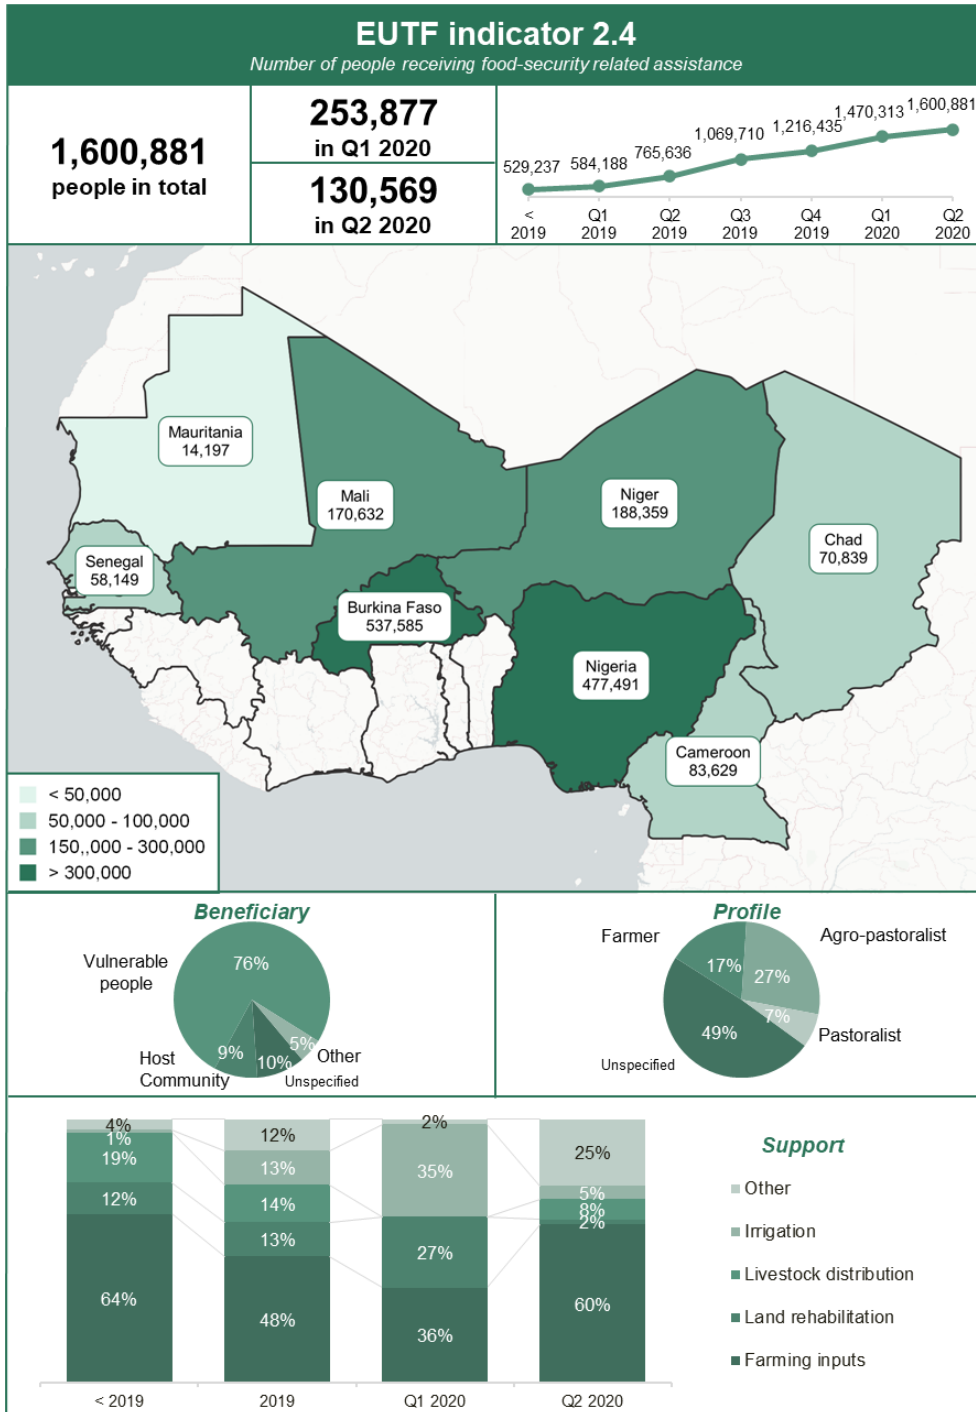 EUTF indicator 2.4
Number of people receiving food-security related assistance
1,600,881
people in total
253,877
in Q1 2020
130,569
in Q2 2020
529,237
584,188
765,636
1,069,710
1,216,435
1,470,313
1,600,881
<
2019
Q1
2019
Q2
2019
Q3
2019
Q4
2019
Q1
2020
Q2
2020
Mauritania
14,197
Mali
170,632
Niger
188,359
Chad
70,839
Senegal
58,149
Burkina Faso
537,585
Nigeria
477,491
Cameroon
83,629
< 50,000
50,000 - 100,000
150,,000 - 300,000
> 300,000
Beneficiary
Vulnerable
people
76%
Host
Community
9%
10%
Unspecified
5%
Other
Profile
Farmer
17%
Agro-pastoralist
27%
7%
Pastoralist
49%
Unspecified
4%
1%
19%
12%
64%
< 2019
12%
13%
14%
13%
48%
2019
2%
35%
27%
36%
Q1 2020
25%
5%
8%
2%
60%
Q2 2020
Support
Other
Irrigation
Livestock distribution
Land rehabilitation
Farming inputs